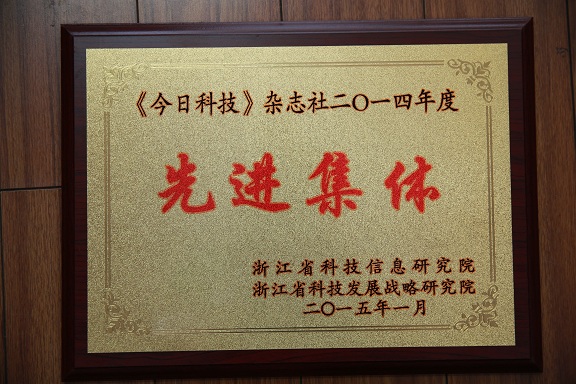 《今日科技》杂志社二〇一四年度
先进集体
浙江省科技信息研究院
浙江省科技发展战略研究院
二〇一五年一月